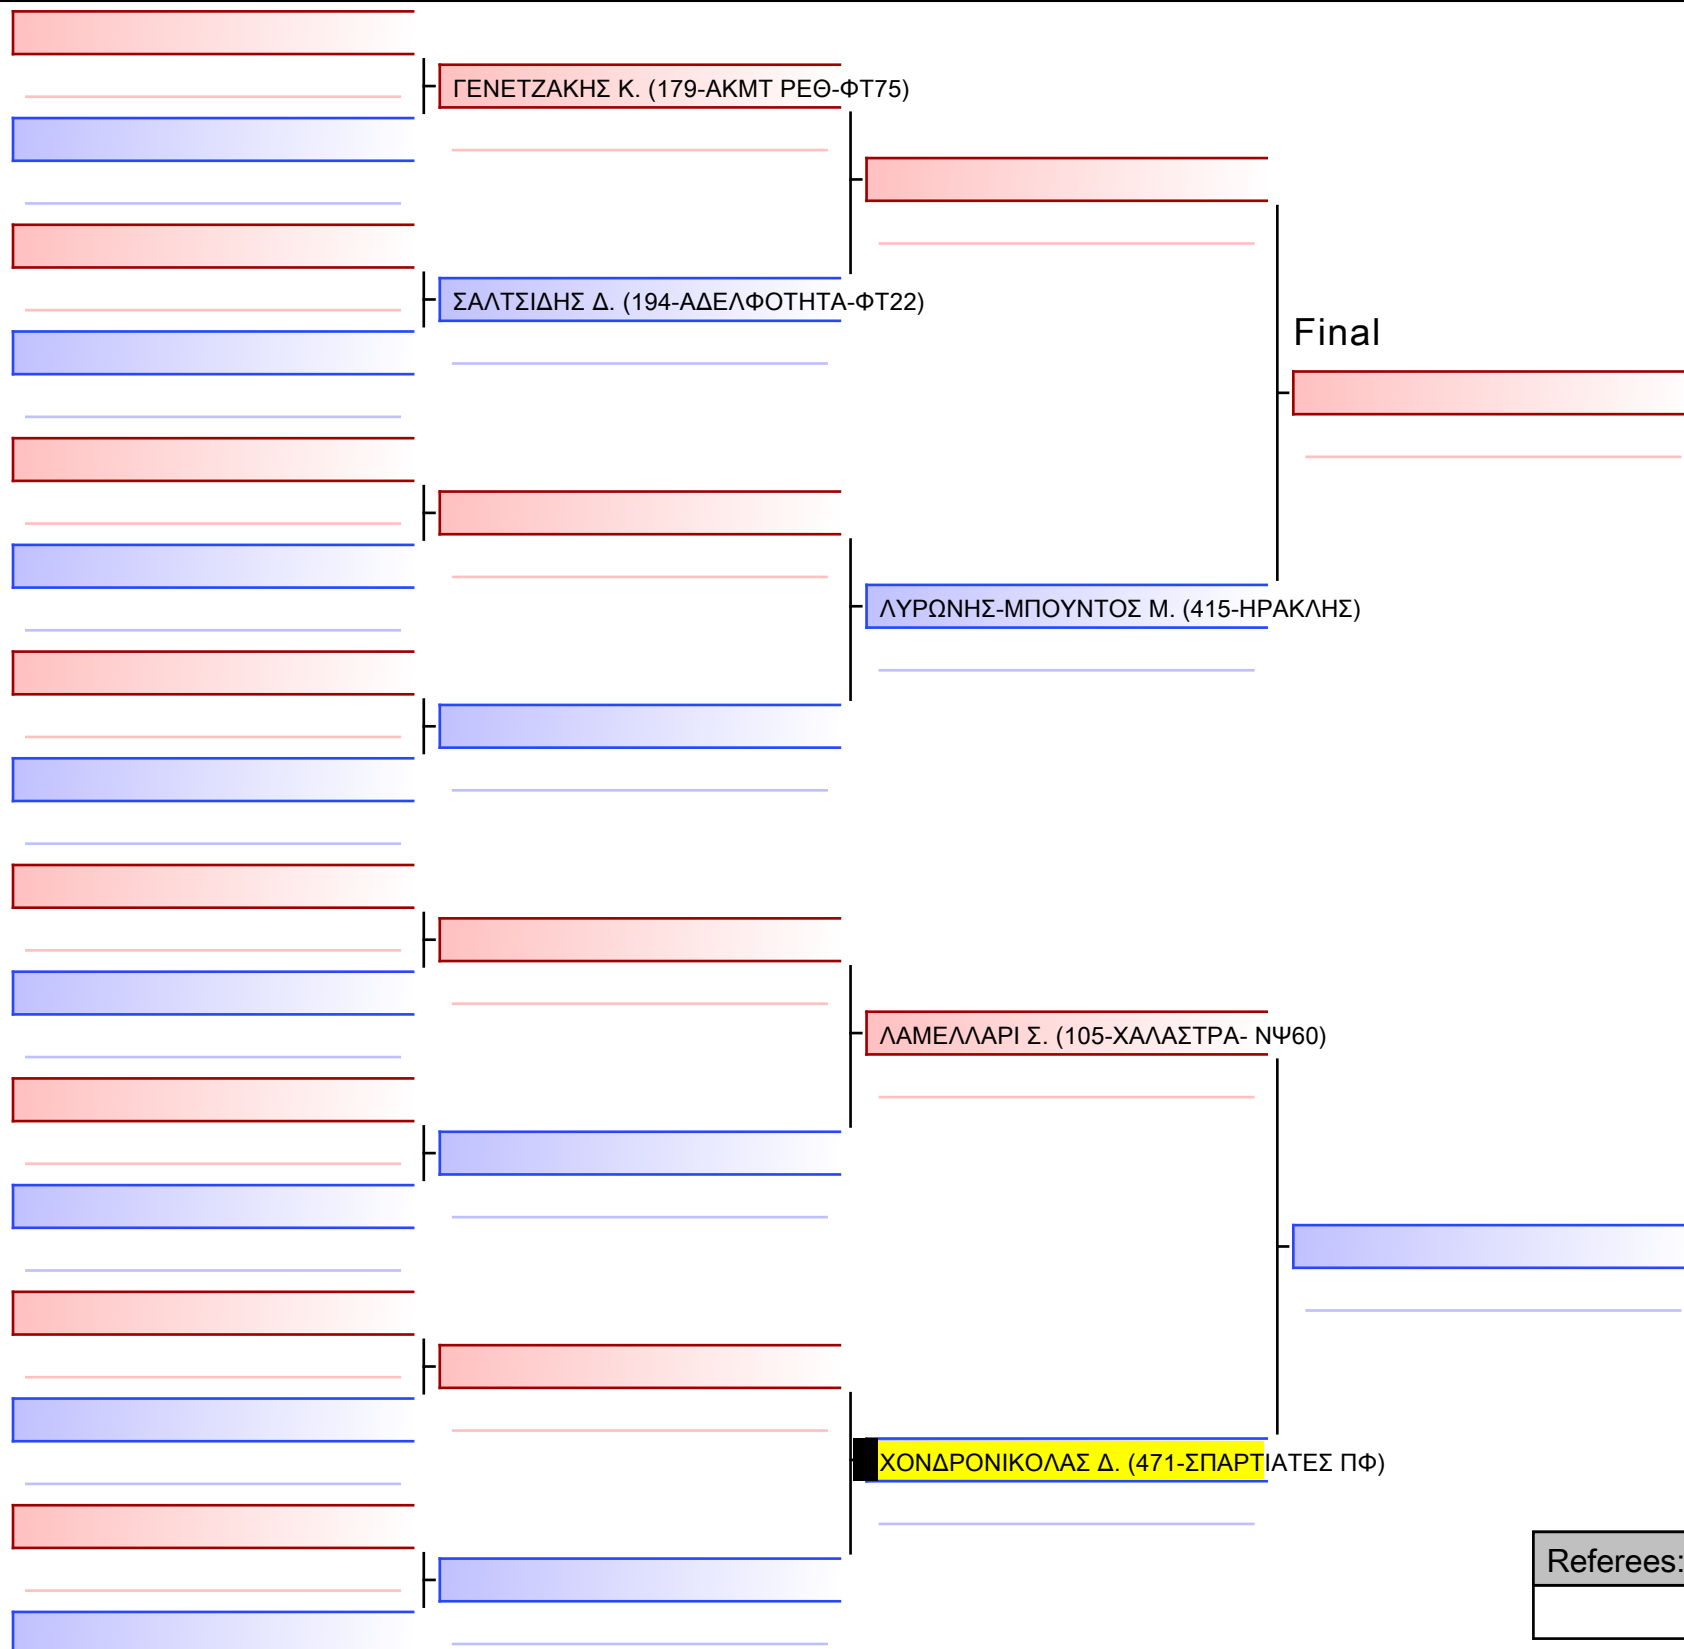 ΓΕΝΕΤΖΑΚΗΣ Κ. (179-ΑΚΜΤ ΡΕΘ-ΦΤ75)
ΣΑΛΤΣΙΔΗΣ Δ. (194-ΑΔΕΛΦΟΤΗΤΑ-ΦΤ22)
Final
ΛΥΡΩΝΗΣ-ΜΠΟΥΝΤΟΣ Μ. (415-ΗΡΑΚΛΗΣ)
ΛΑΜΕΛΛΑΡΙ Σ. (105-ΧΑΛΑΣΤΡΑ- ΝΨ60)
ΧΟΝΔΡΟΝΙΚΟΛΑΣ Δ. (471-ΣΠΑΡΤΙΑΤΕΣ ΠΦ)
Referees: